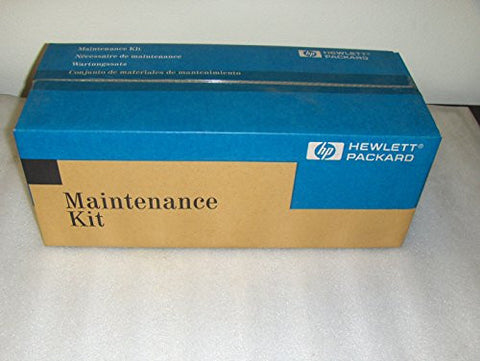 Maintenance Kit
Nécessaire de maintenance
Wartungssatz
Conjunto de materiales de mantenimiento
hp HEWLETT®
PACKARD
hp HEWLETT®
PACKARD
Maintenance
Kit